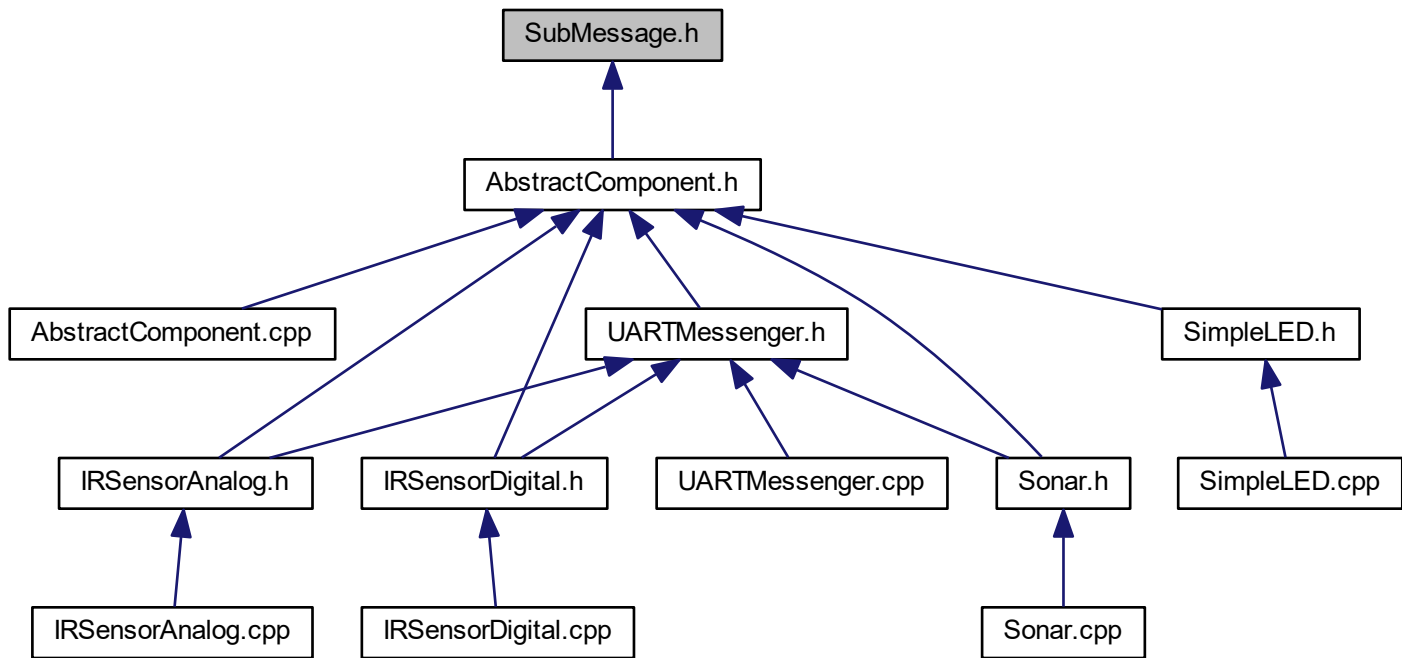 SubMessage.h
AbstractComponent.h
AbstractComponent.cpp
UARTMessenger.h
SimpleLED.h
IRSensorAnalog.h
IRSensorDigital.h
UARTMessenger.cpp
Sonar.h
SimpleLED.cpp
IRSensorAnalog.cpp
IRSensorDigital.cpp
Sonar.cpp